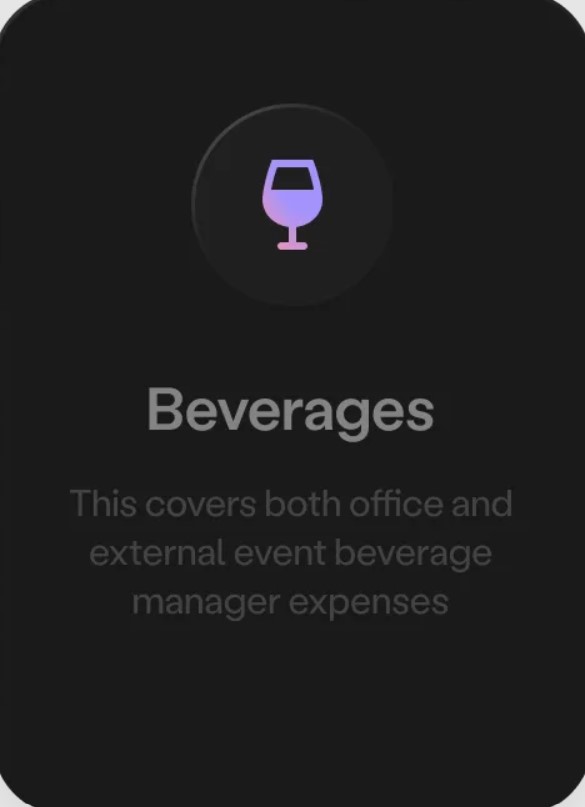 Beverages
This covers both office and
external event beverage
manager expenses